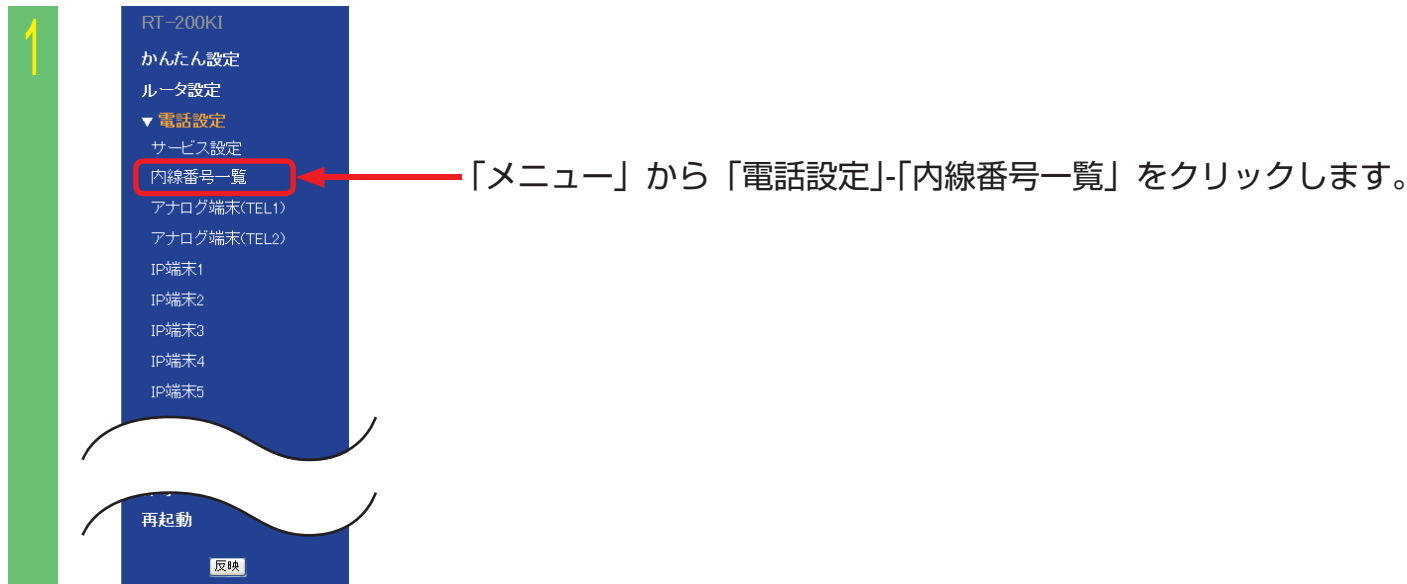 1
RT-200KI
かんたん設定
ルータ設定
▼電話設定
サービス設定
内線番号一覧
「メニュー」から「電話設定」-「内線番号一覧」をクリックします。
アナログ端末(TEL1)
アナログ端末(TEL2)
IP端末1
IP端末2
IP端末3
IP端末4
IP端末5
再起動
反映